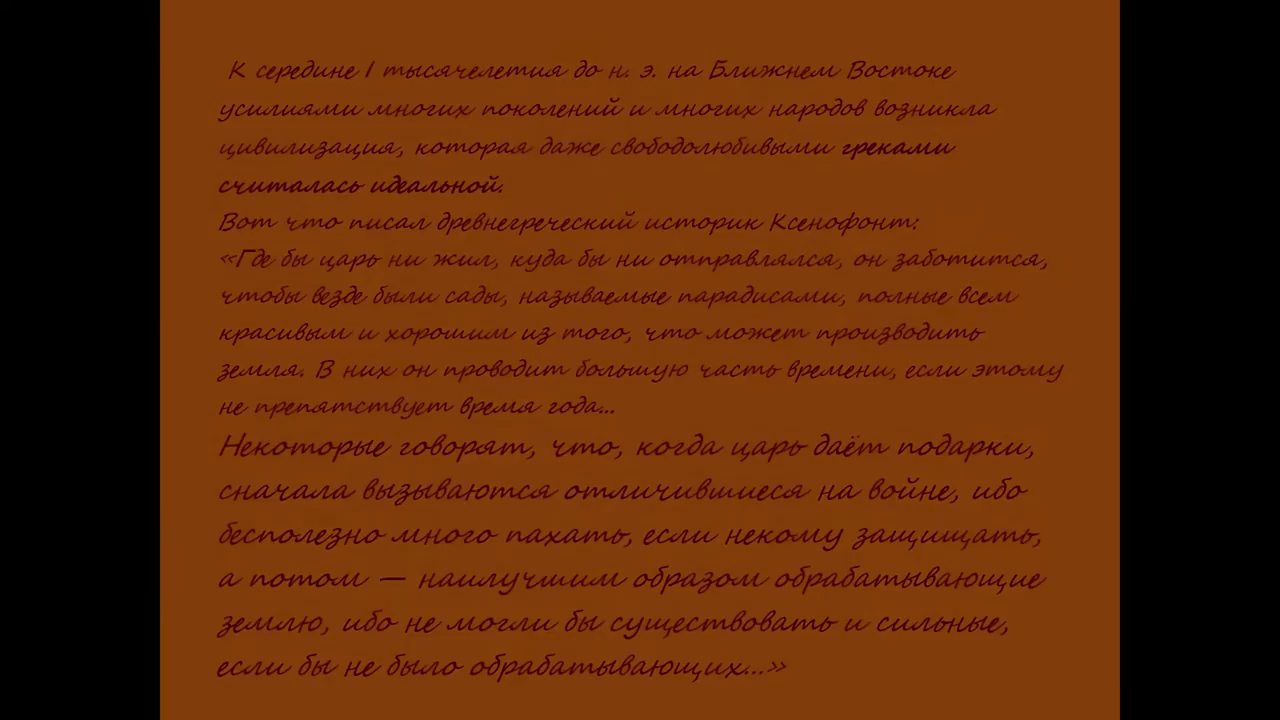 К середине I тысячелетия до н. э. на Ближнем Востоке
усилиями многих поколений и многих народов возникла
цивилизация, которая даже свободолюбивыми греками
считалась идеальной.
Вот что писал древнегреческий историк Ксенофонт:
«Где бы царь ни жил, куда бы ни отправлялся, он заботится,
чтобы везде были сады, называемые парадисами, полные всем
красивым и хорошим из того, что может производить
земля. В них он проводит большую часть времени, если этому
не препятствует время года...
Некоторые говорят, что, когда царь даёт подарки,
сначала вызываются отличившиеся на войне, ибо
бесполезно много пахать, если некому защищать,
а потом — наилучшим образом обрабатывающие
землю, ибо не могли бы существовать и сильные,
если бы не было обрабатывающих...»